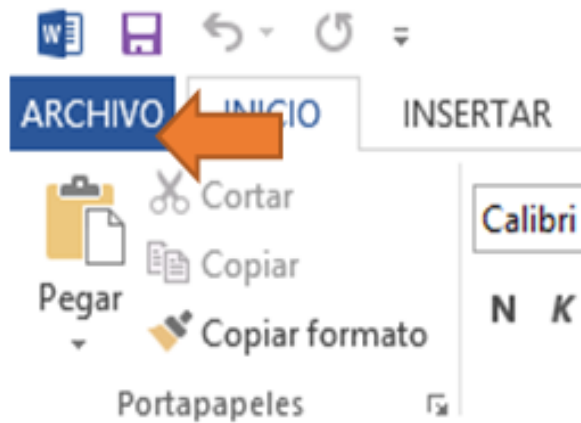 ARCHIVO INICIO INSERTAR
Cortar
Calibri
Copiar
Pegar
N K
Copiar formato
Portapapeles